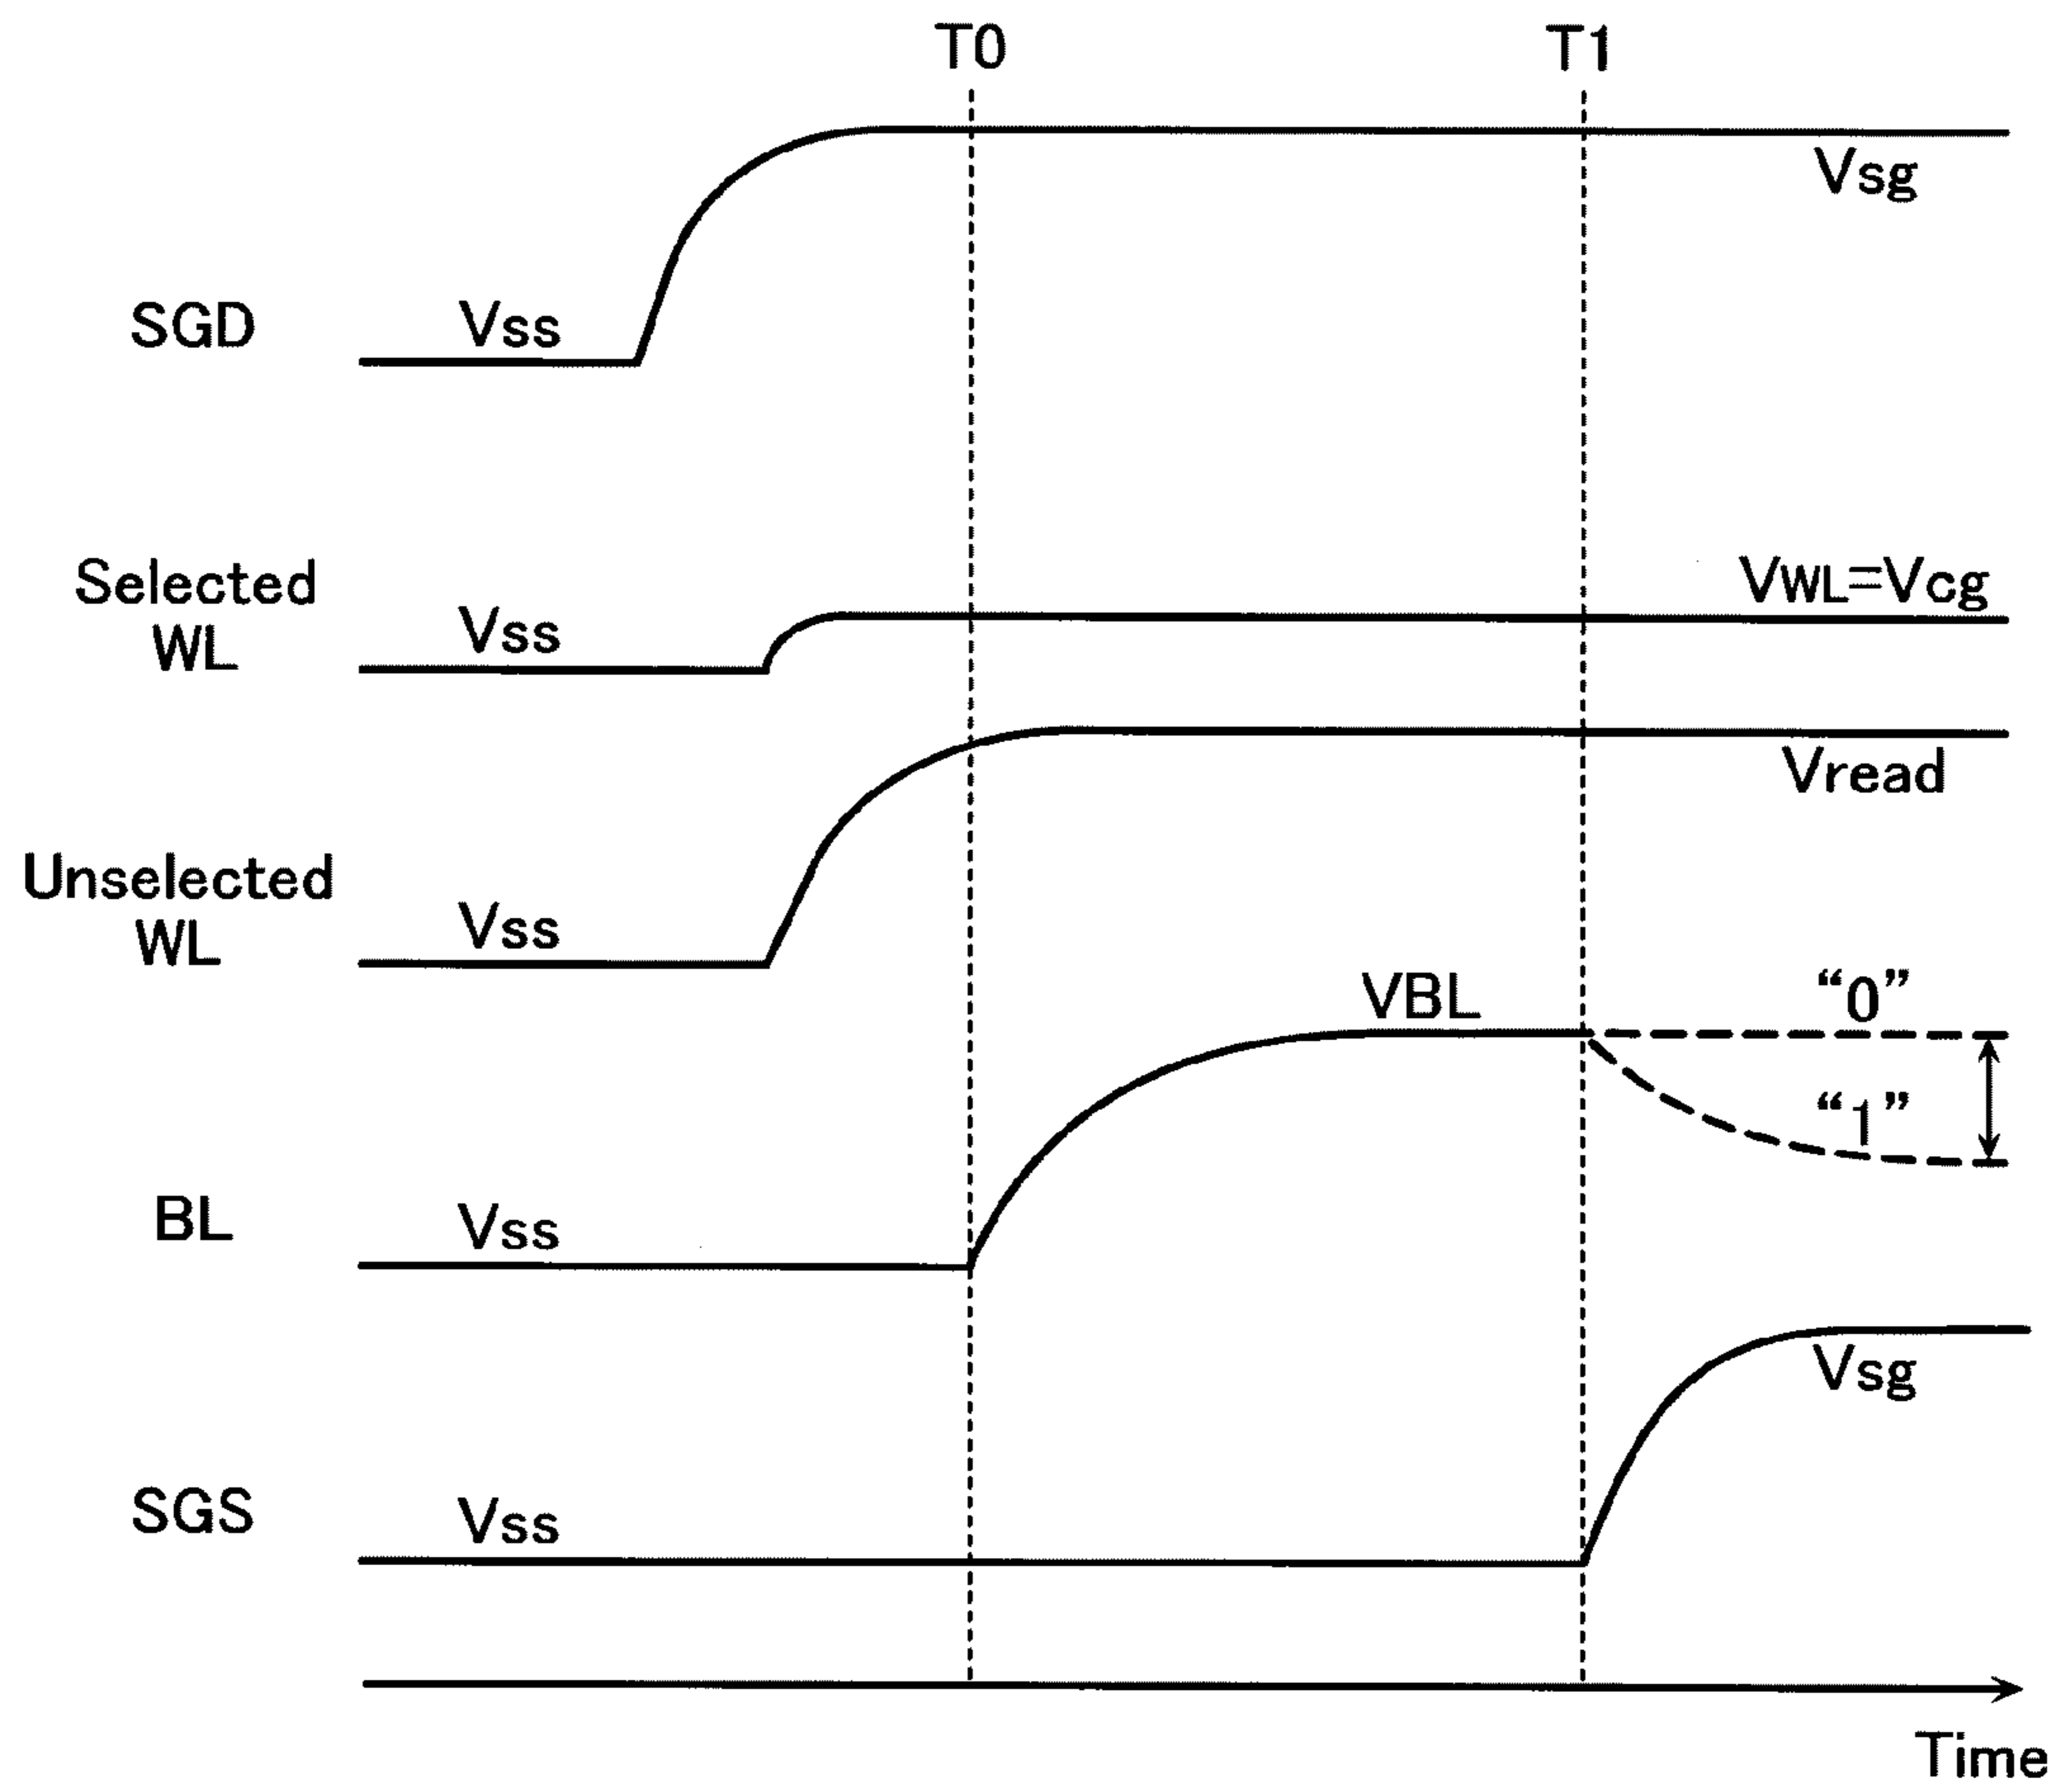 T0
T1
Vsg
SGD
Vss
Selected
WL
Vss
VWL=Vcg
Vread
Unselected
WL
Vss
VBL
“0”
“1”
BL
Vss
Vsg
SGS
Vss
Time